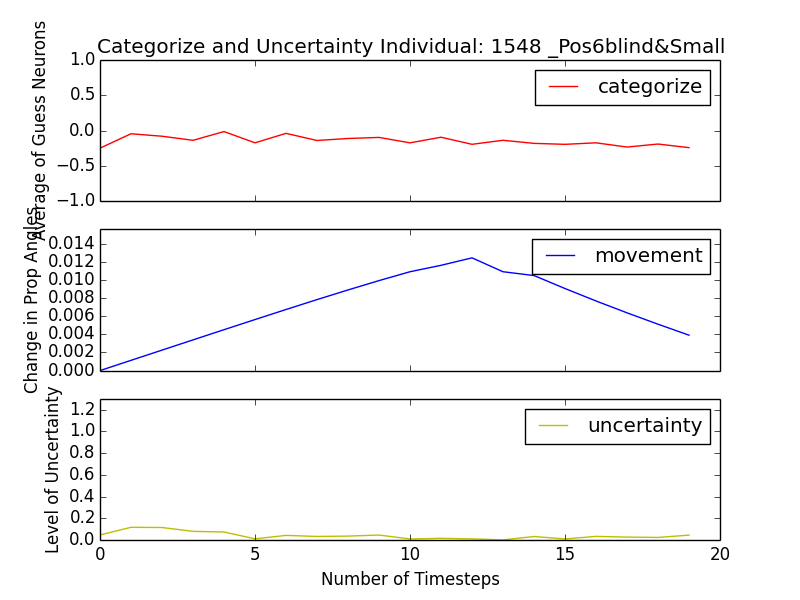 Categorize and Uncertainty Individual: 1548 _Pos6blind&Small
Average of Guess Neurons
1.0
0.5
0.0
−0.5
−1.0
categorize
Change in Prop Angles
0.014
0.012
0.010
0.008
0.006
0.004
0.002
0.000
movement
Level of Uncertainty
1.2
1.0
0.8
0.6
0.4
0.2
0.0
uncertainty
0 5 10 15 20
Number of Timesteps